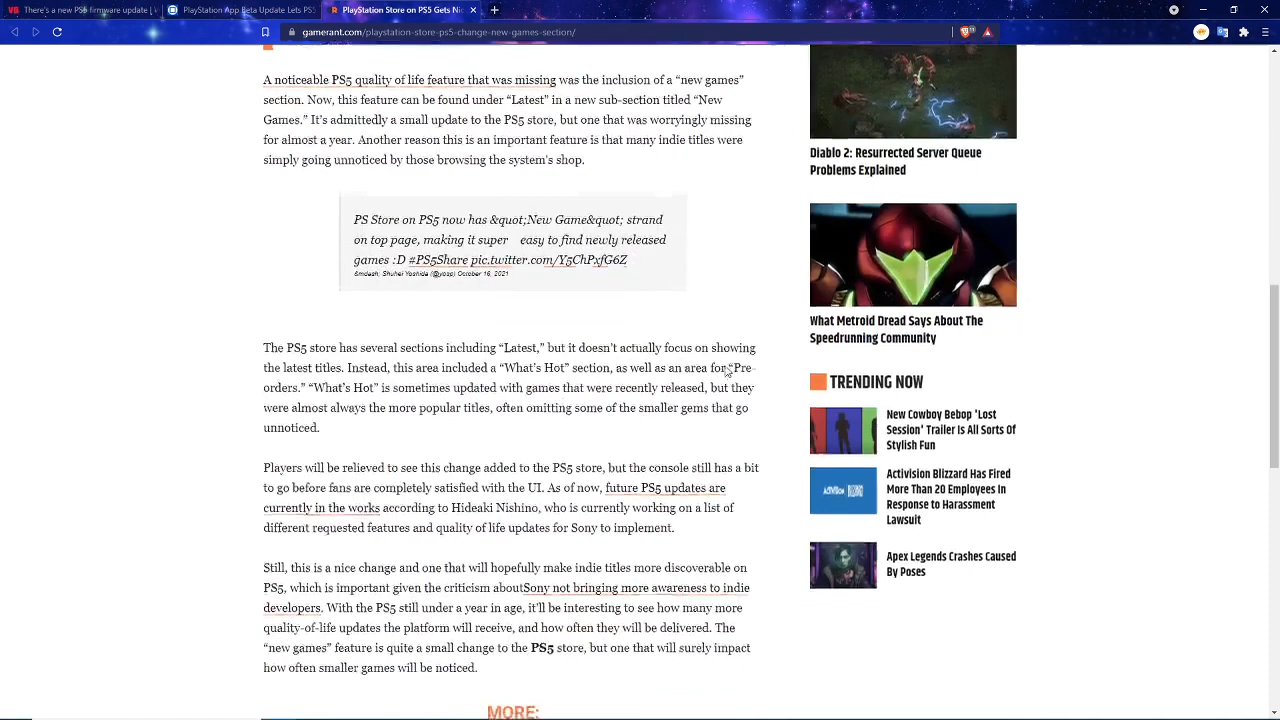 There's a new PS5 firmware update [
PlayStation App Beta Update Lets PS5
PlayStation Store on PS5 Gets Ni
gamerant.com/playstation-store-ps5-change-new-games-section/
A noticeable PS5 quality of life feature that was missing was the inclusion of a “new games”
section. Now, this feature can be found under “Latest” in a new sub-section titled “New
Games.” It’s admittedly a small update to the PS5 store, but one that was worryingly missing
for almost a year. Another reason this is an important feature is that many indie titles were
simply going unnoticed by those browsing the system’s shop.
PS Store on PS5 now has &quot;New Game&quot; strand
on top page, making it super easy to find newly released
games :D #PS5Share pic.twitter.com/Y5ChPxfG6Z
&mdash; Shuhei Yoshida (@yosp) October 16, 2021
The PS5 store has several sections including “Latest,” but it doesn’t actually focus on showing
the latest titles. Instead, this area included a “What’s Hot” section, as well as an area for “Pre-
orders.” “What’s Hot” is sometimes updated with games that were recently released, but they
were almost always the more popular titles, often omitting some of the smaller gems that go
unnoticed.
Players will be relieved to see this change added to the PS5 store, but the console still has a bit
to go before fans are completely satisfied with the UI. As of now, future PS5 updates are
currently in the works according to Hideaki Nishino, who is currently working on a list of
different requested features and quality of life updates for Sony to implement.
Still, this is a nice change and one that will hopefully make indie titles more discoverable on
PS5, which is important given the criticism aboutSony not bringing more awareness to indie
developers. With the PS5 still under a year in age, it’ll be interesting to see how many more
quality-of-life updates the platform will receive, and how often they will be delivered. The
“new games” feature is quite a small change to the PS5 store, but one that will surely impact
how often smaller games will be noticed.
MORE:
Diablo 2: Resurrected Server Queue
Problems Explained
What Metroid Dread Says About The
Speedrunning Community
TRENDING NOW
New Cowboy Bebop 'Lost
Session' Trailer Is All Sorts Of
Stylish Fun
ACTIVISION BLIZZARD
Activision Blizzard Has Fired
More Than 20 Employees In
Response to Harassment
Lawsuit
Apex Legends Crashes Caused
By Poses